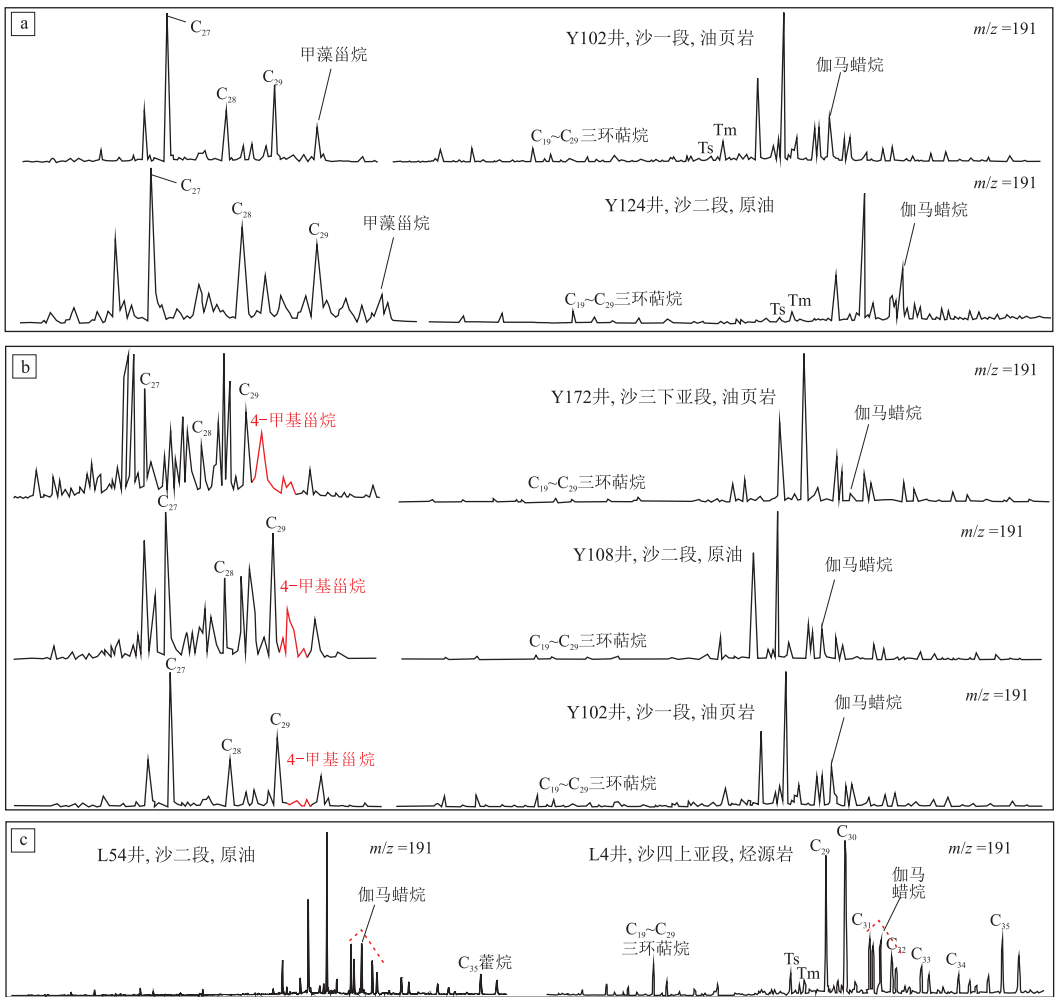 a
C₂₇
甲藻甾烷
C₂₈
C₂₉
Y102井, 沙一段, 油页岩
m/z =191
伽马蜡烷
C₁₉~C₂₉三环萜烷
Ts
Tm
C₂₇
C₂₈
C₂₉
甲藻甾烷
Y124井, 沙二段, 原油
m/z =191
伽马蜡烷
C₁₉~C₂₉三环萜烷
Ts
Tm
b
C₂₇
C₂₈
C₂₉
4-甲基甾烷
Y172井, 沙三下亚段, 油页岩
m/z =191
伽马蜡烷
C₁₉~C₂₉三环萜烷
C₂₇
C₂₈
C₂₉
4-甲基甾烷
Y108井, 沙二段, 原油
m/z =191
伽马蜡烷
C₁₉~C₂₉三环萜烷
C₂₇
C₂₈
C₂₉
4-甲基甾烷
Y102井, 沙一段, 油页岩
m/z =191
伽马蜡烷
C₁₉~C₂₉三环萜烷
c
L54井, 沙二段, 原油
m/z =191
伽马蜡烷
C₃₅藿烷
L4井, 沙四上亚段, 烃源岩
m/z =191
C₁₉~C₂₉
三环萜烷
Ts
Tm
C₂₉
C₃₀
C₃₁
伽马
蜡烷
C₃₂
C₃₃
C₃₄
C₃₅